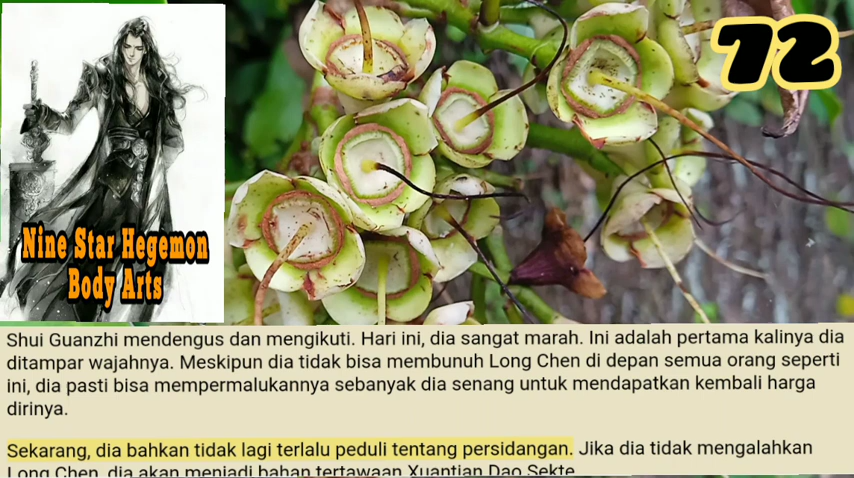 72
Nine Star Hegemon
Body Arts
Shui Guanzhi mendengus dan mengikuti. Hari ini, dia sangat marah. Ini adalah pertama kalinya dia
ditampar wajahnya. Meskipun dia tidak bisa membunuh Long Chen di depan semua orang seperti
ini, dia pasti bisa mempermalukannya sebanyak dia senang untuk mendapatkan kembali harga
dirinya.
Sekarang, dia bahkan tidak lagi terlalu peduli tentang persidangan. Jika dia tidak mengalahkan
Long Chen, dia akan menjadi bahan tertawaan Xuantian Dao Sekte